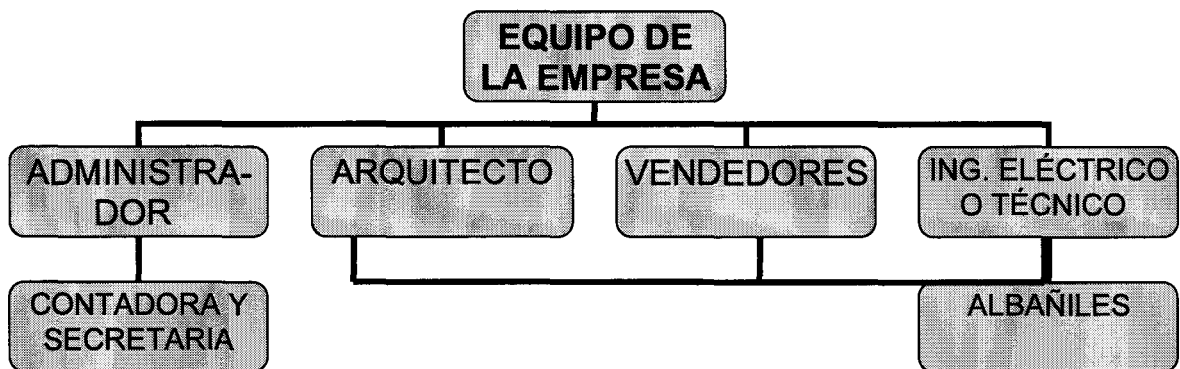 EQUIPO DE
LA EMPRESA
ADMINISTRA-
DOR
ARQUITECTO
VENDEDORES
ING. ELÉCTRICO
O TÉCNICO
CONTADORA Y
SECRETARIA
ALBAÑILES